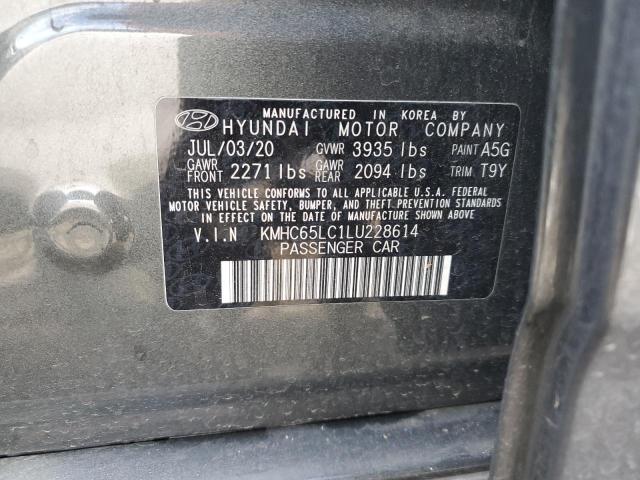 MANUFACTURED IN KOREA BY
HYUNDAI MOTOR COMPANY
JUL/03/20 GVWR 3935 lbs PAINT A5G
GAWR FRONT 2271 lbs GAWR REAR 2094 lbs TRIM T9Y
THIS VEHICLE CONFORMS TO ALL APPLICABLE U.S.A. FEDERAL
MOTOR VEHICLE SAFETY, BUMPER, AND THEFT PREVENTION STANDARDS
IN EFFECT ON THE DATE OF MANUFACTURE SHOWN ABOVE.
V.I.N KMHC65LC1LU228614
PASSENGER CAR